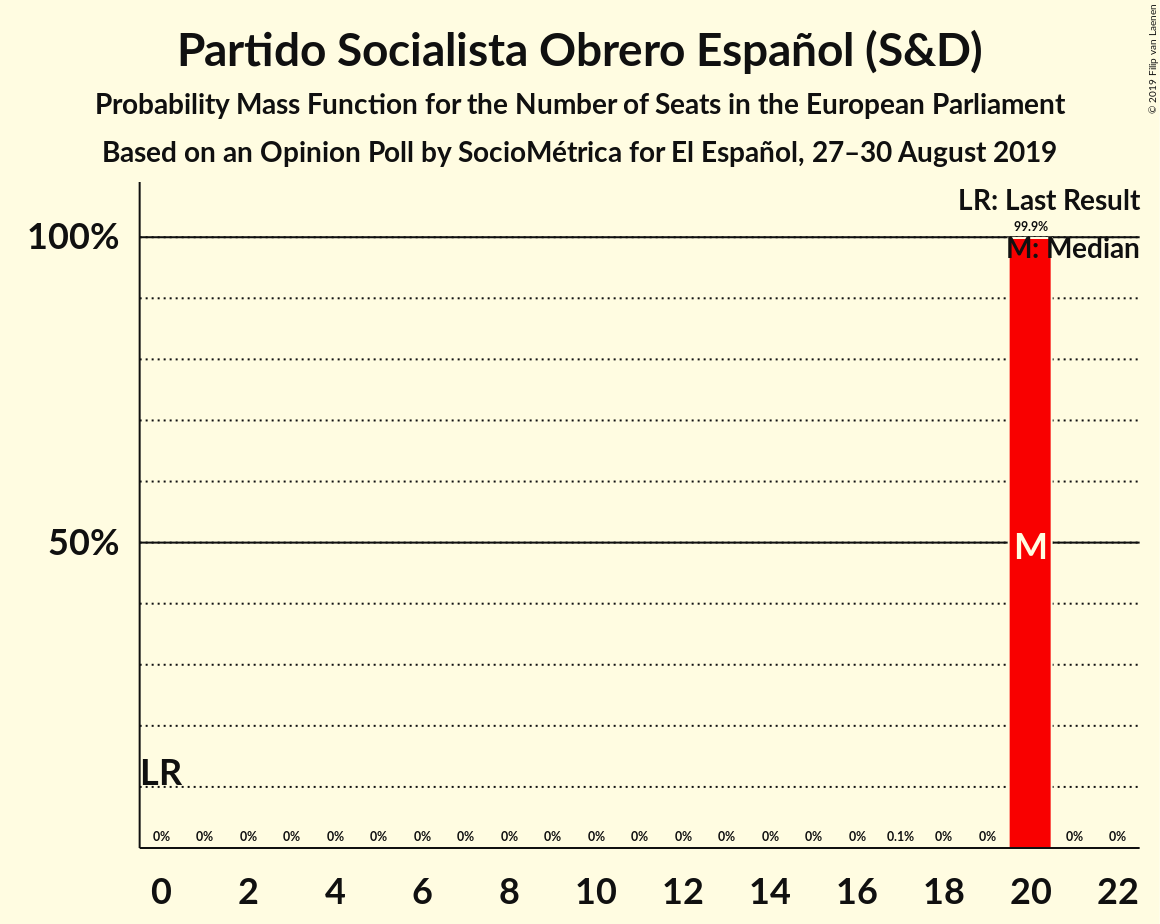 Partido Socialista Obrero Español (S&D)
Probability Mass Function for the Number of Seats in the European Parliament
Based on an Opinion Poll by SocioMétrica for El Español, 27–30 August 2019
© 2019 Filip van Laenen
LR: Last Result
99.9%
100%
M: Median
50%
M
LR
0% 0% 0% 0% 0% 0% 0% 0% 0% 0% 0% 0% 0% 0% 0% 0% 0% 0.1% 0% 0% 0% 0%
0 2 4 6 8 10 12 14 16 18 20 22